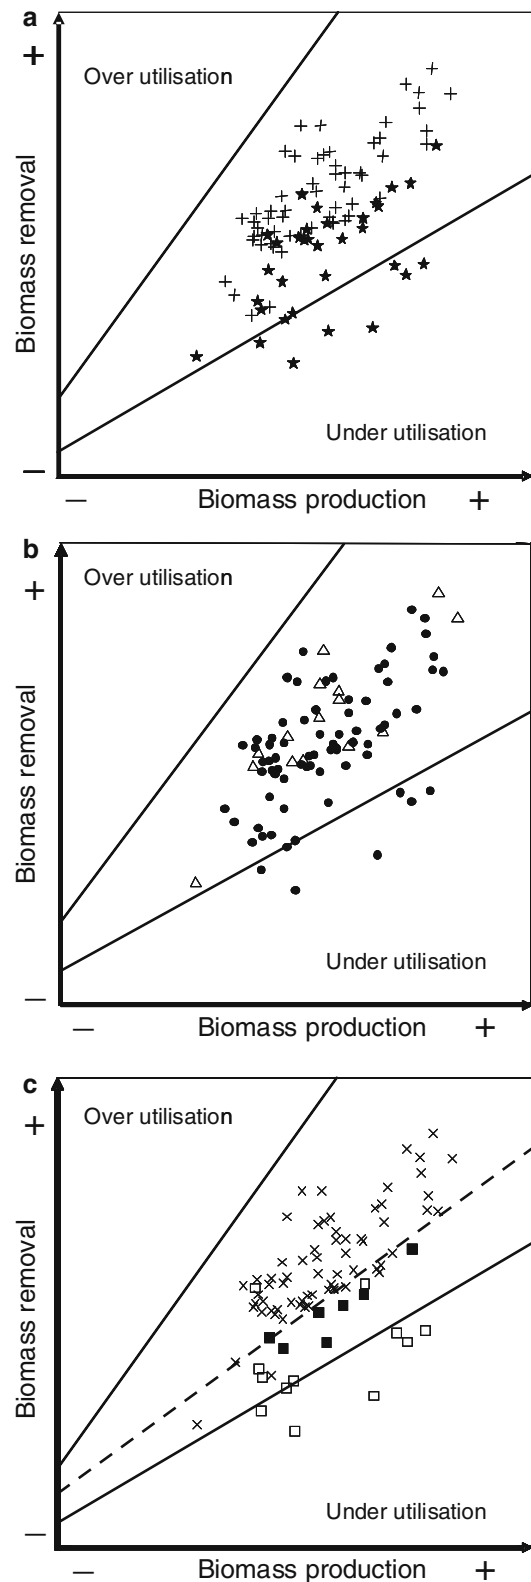 a
+
Over utilisation
Biomass removal
Under utilisation
—
— Biomass production +
b
+
Over utilisation
Biomass removal
Under utilisation
—
— Biomass production +
c
+
Over utilisation
Biomass removal
Under utilisation
—
— Biomass production +